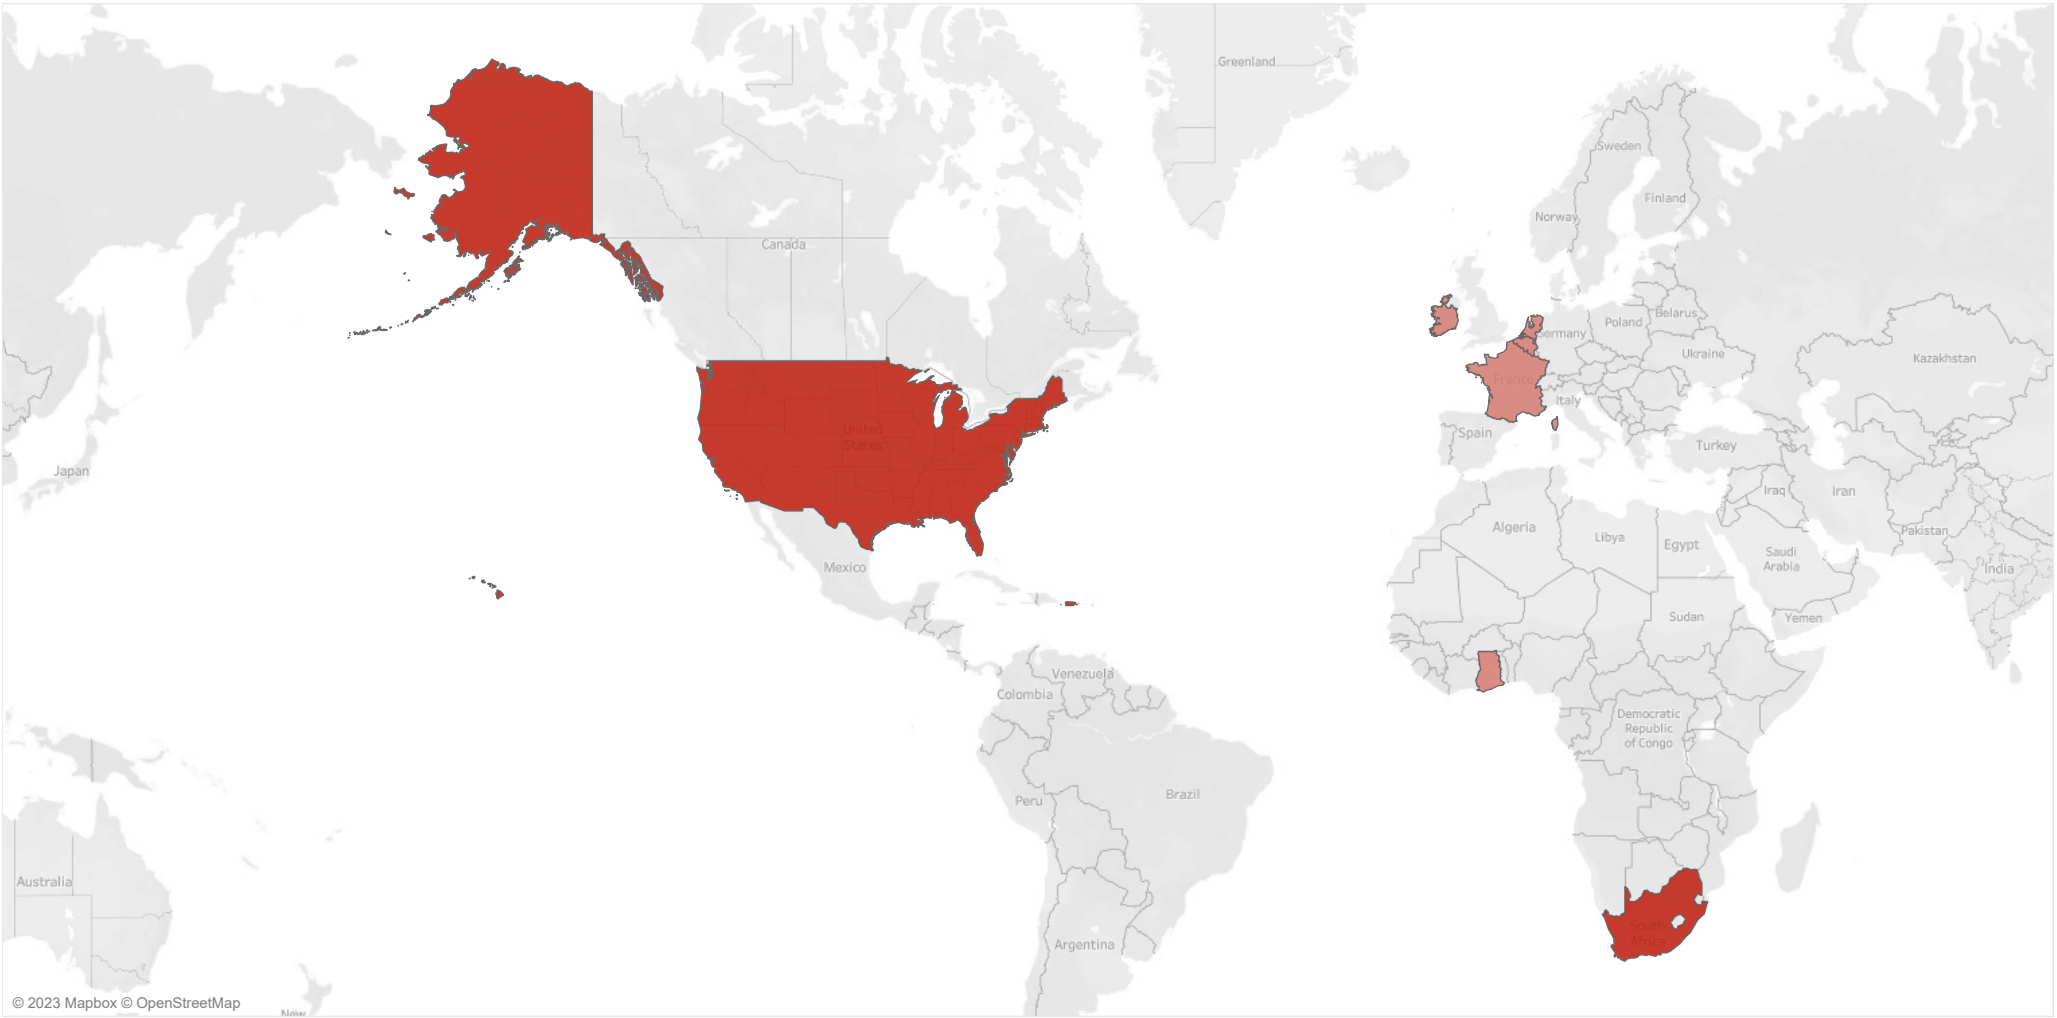 Greenland
Sweden
Finland
Norway
Canada
Poland
Belarus
Germany
Ukraine
Kazakhstan
France
Italy
United
States
Spain
Turkey
Japan
Iraq
Iran
Algeria
Libya
Egypt
Pakistan
Saudi
Arabia
Mexico
India
Sudan
Yemen
Venezuela
Colombia
Democratic
Republic
of Congo
Peru
Brazil
Australia
South
Africa
Argentina
© 2023 Mapbox © OpenStreetMap
New